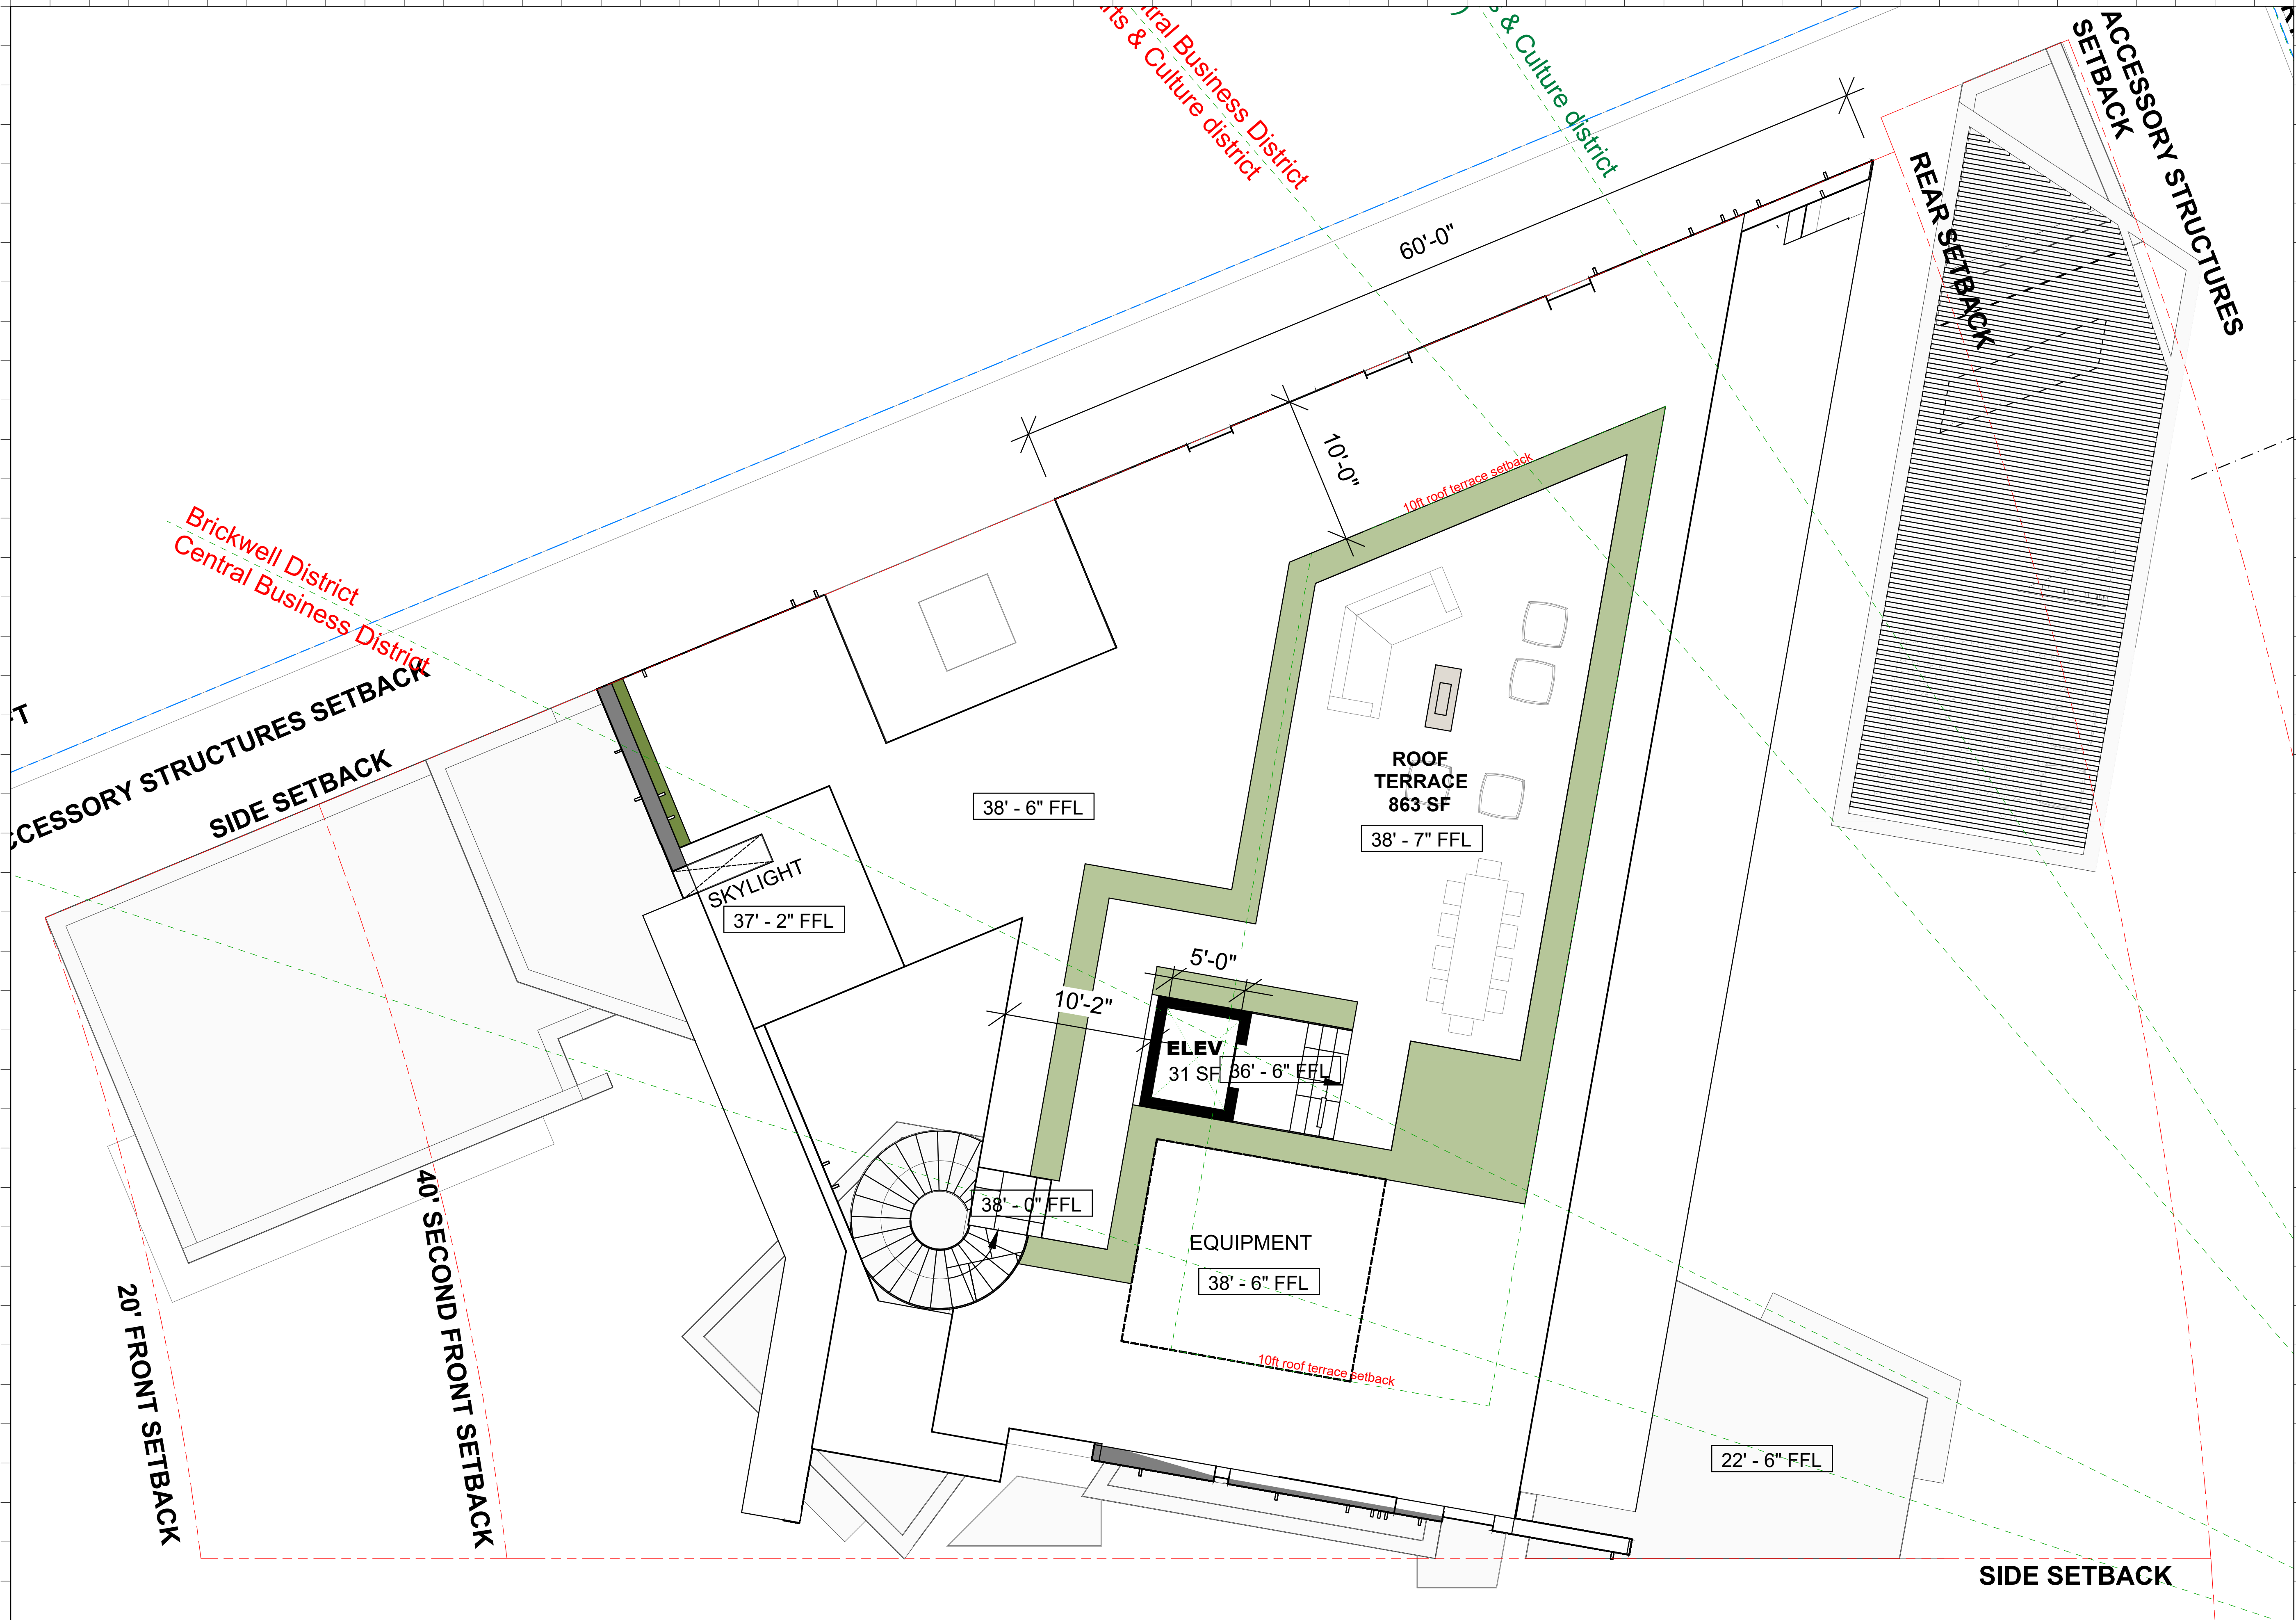 Central Business District
Arts & Culture district
& Culture district
ACCESSORY STRUCTURES
SETBACK
REAR SETBACK
60'-0"
10'-0"
10ft roof terrace setback
Brickwell District
Central Business District
ACCESSORY STRUCTURES SETBACK
SIDE SETBACK
ROOF
TERRACE
863 SF
38' - 7" FFL
38' - 6" FFL
SKYLIGHT
37' - 2" FFL
5'-0"
10'-2"
ELEV
31 SF
36' - 6" FFL
38' - 0" FFL
EQUIPMENT
38' - 6" FFL
10ft roof terrace setback
20' FRONT SETBACK
40' SECOND FRONT SETBACK
22' - 6" FFL
SIDE SETBACK